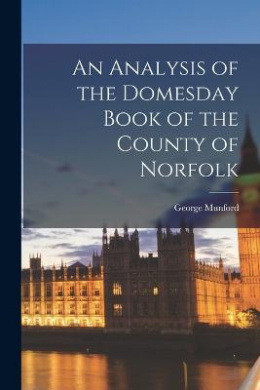 An Analysis of
the Domesday
Book of the
County of
Norfolk
George Munford